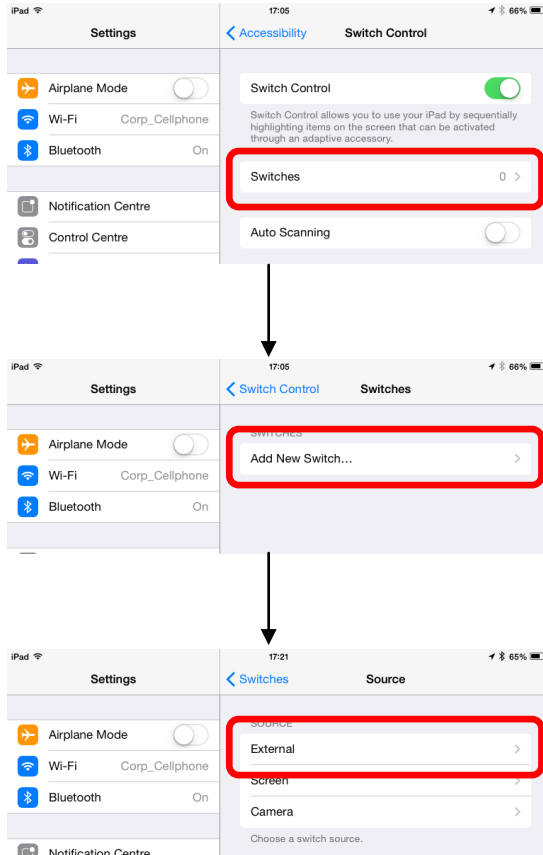 iPad 17:05 66%
Settings Accessibility Switch Control
Airplane Mode
Switch Control
Wi-Fi Corp_Cellphone
Switch Control allows you to use your iPad by sequentially
highlighting items on the screen that can be activated
through an adaptive accessory.
Bluetooth On
Switches 0
Notification Centre
Control Centre
Auto Scanning
iPad 17:05 66%
Settings Switch Control Switches
SWITCHES
Airplane Mode
Add New Switch...
Wi-Fi Corp_Cellphone
Bluetooth On
iPad 17:21 65%
Settings Switches Source
SOURCE
Airplane Mode
External
Wi-Fi Corp_Cellphone
Screen
Bluetooth On
Camera
Choose a switch source.
Notification Centre